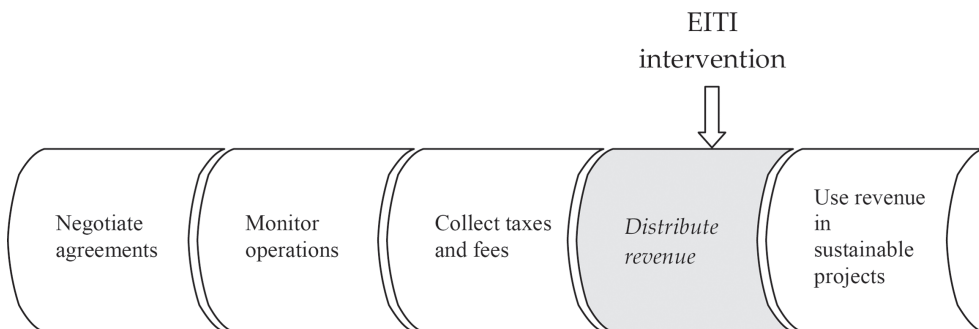 EITI
intervention
Negotiate
agreements
Monitor
operations
Collect taxes
and fees
Distribute
revenue
Use revenue
in
sustainable
projects